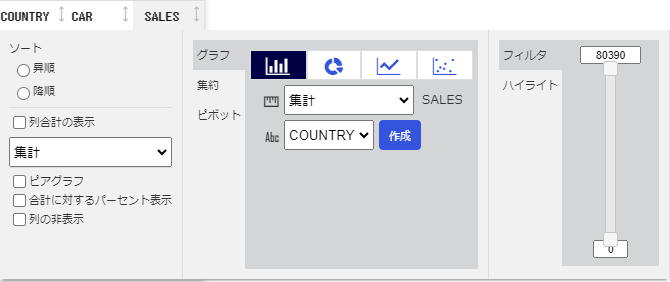 COUNTRY CAR SALES
ソート
昇順
降順
列合計の表示
集計
ピアグラフ
合計に対するパーセント表示
列の非表示
グラフ
集約
ピボット
集計 SALES
Abc COUNTRY 作成
フィルタ
ハイライト
80390
0